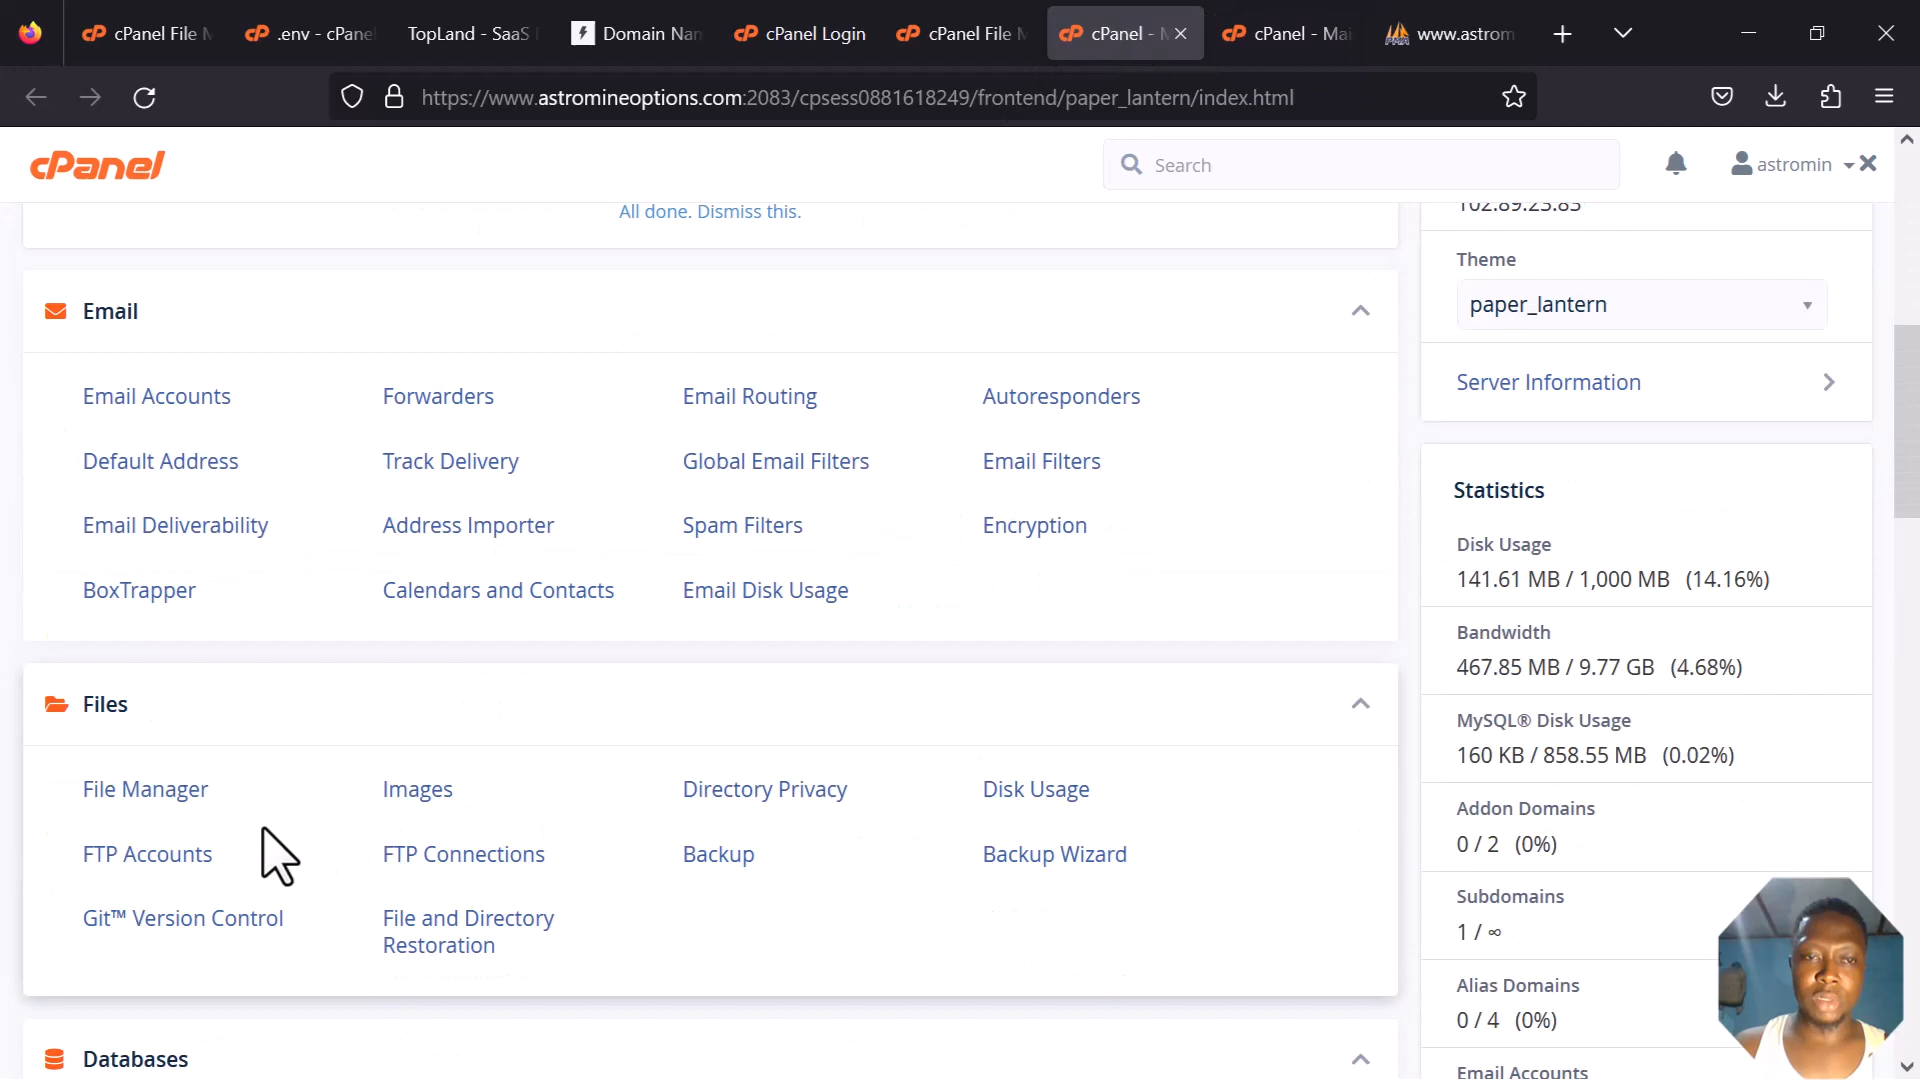 cPanel File M
.env - cPane
TopLand - SaaS
Domain Nan
cPanel Login
cPanel File M
cPanel - M
cPanel - Mai
www.astrom
https://www.astromineoptions.com:2083/cpsess0881618249/frontend/paper_lantern/index.html
cPanel
Search
astromin
All done. Dismiss this.
102.89.23.85
Theme
paper_lantern
Server Information
Email
Email Accounts
Forwarders
Email Routing
Autoresponders
Default Address
Track Delivery
Global Email Filters
Email Filters
Email Deliverability
Address Importer
Spam Filters
Encryption
BoxTrapper
Calendars and Contacts
Email Disk Usage
Files
File Manager
Images
Directory Privacy
Disk Usage
FTP Accounts
FTP Connections
Backup
Backup Wizard
Git™ Version Control
File and Directory
Restoration
Databases
Statistics
Disk Usage
141.61 MB / 1,000 MB (14.16%)
Bandwidth
467.85 MB / 9.77 GB (4.68%)
MySQL® Disk Usage
160 KB / 858.55 MB (0.02%)
Addon Domains
0 / 2 (0%)
Subdomains
1 / ∞
Alias Domains
0 / 4 (0%)
Email Accounts